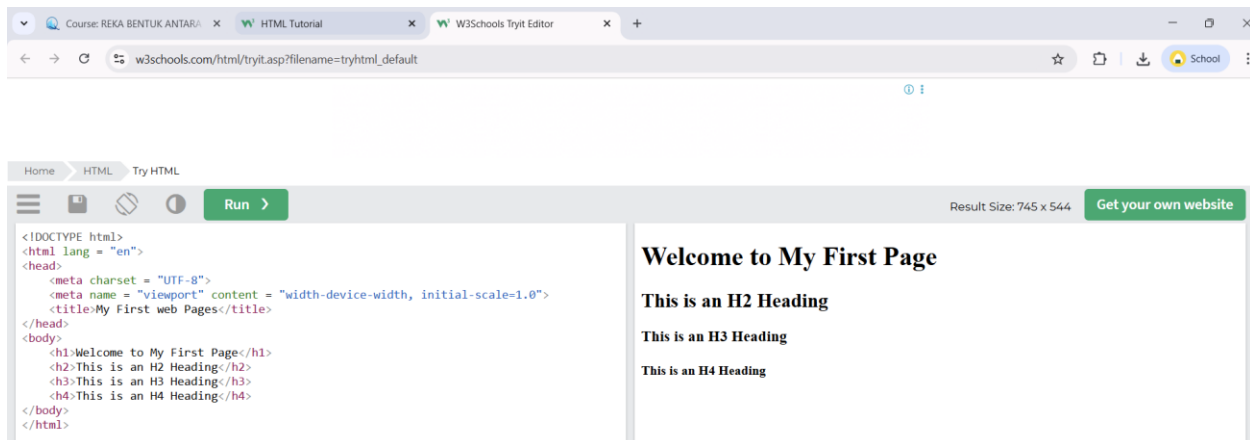 Course: REKA BENTUK ANTARA
HTML Tutorial
W3Schools Tryit Editor
w3schools.com/html/tryit.asp?filename=tryhtml_default
School
Home
HTML
Try HTML
Run
Result Size: 745 x 544
Get your own website
<!DOCTYPE html>
<html lang = "en">
<head>
    <meta charset = "UTF-8">
    <meta name = "viewport" content = "width-device-width, initial-scale=1.0">
    <title>My First web Pages</title>
</head>
<body>
    <h1>Welcome to My First Page</h1>
    <h2>This is an H2 Heading</h2>
    <h3>This is an H3 Heading</h3>
    <h4>This is an H4 Heading</h4>
</body>
</html>
Welcome to My First Page
This is an H2 Heading
This is an H3 Heading
This is an H4 Heading